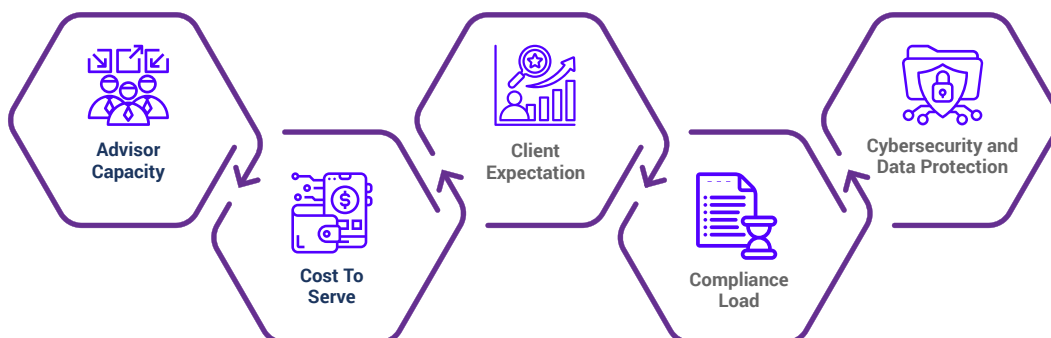 Advisor
Capacity
Cost To
Serve
Client
Expectation
Compliance
Load
Cybersecurity and
Data Protection